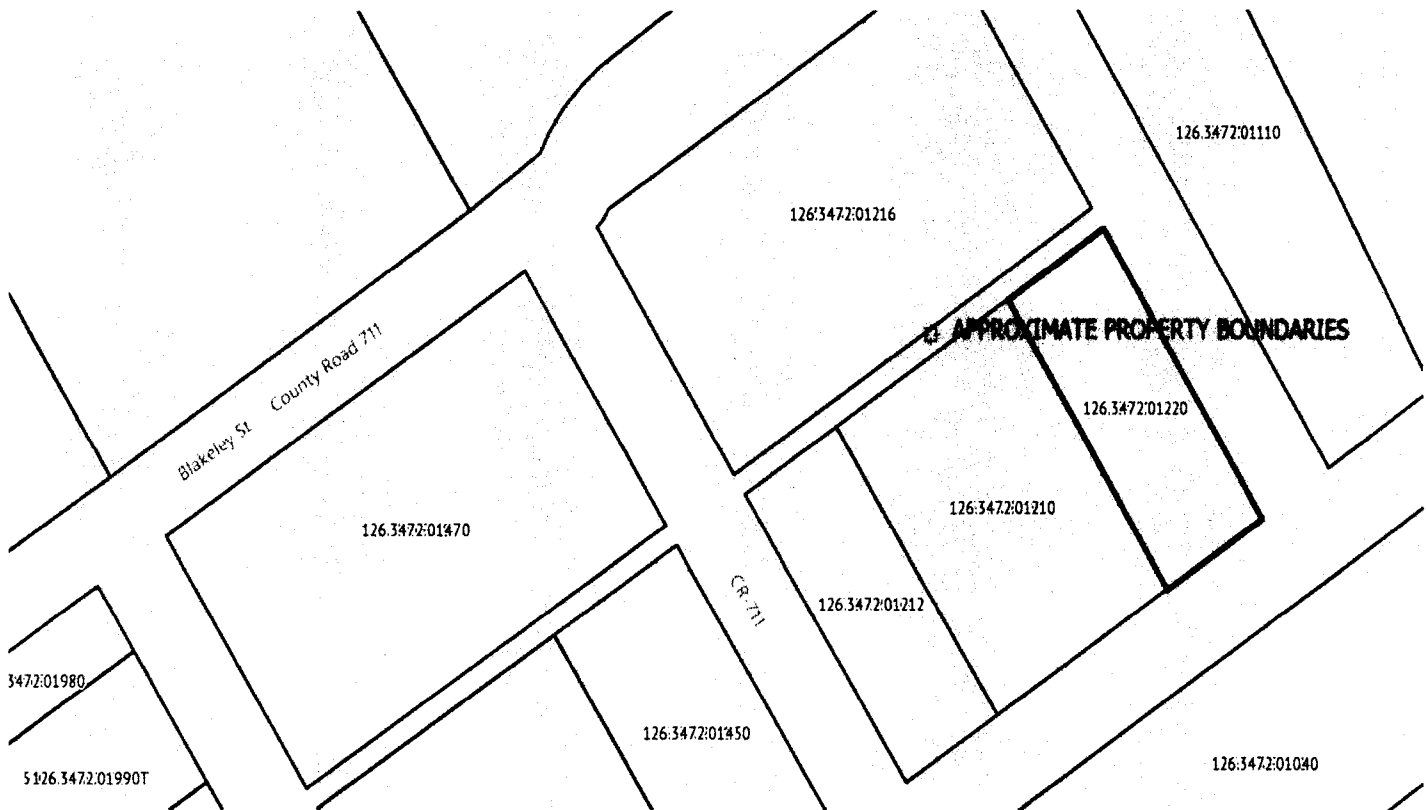 126.3472.01110
126.3472.01216
APPROXIMATE PROPERTY BOUNDARIES
Blakeley St County Road 711
126.3472.01220
126.3472.01210
126.3472.01470
CR-711
126.3472.01212
3472.01980
126.3472.01450
5126.3472.01990T
126.3472.01040